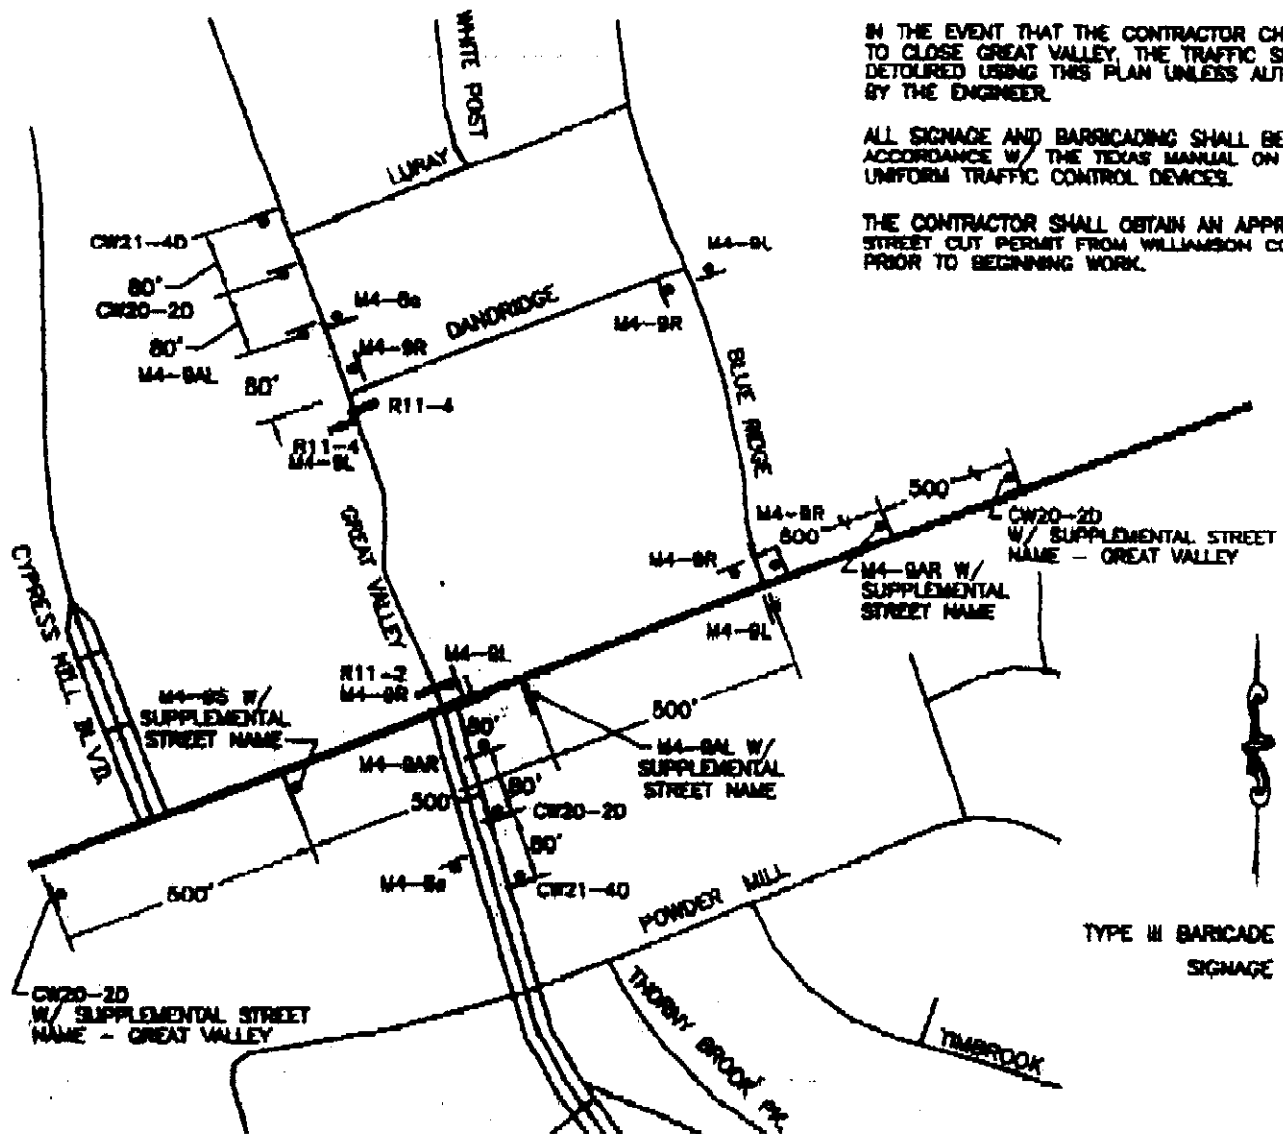 IN THE EVENT THAT THE CONTRACTOR CH
TO CLOSE GREAT VALLEY, THE TRAFFIC S
DETOURED USING THIS PLAN UNLESS AUT
BY THE ENGINEER.
ALL SIGNAGE AND BARRICADING SHALL BE
ACCORDANCE W/ THE TEXAS MANUAL ON
UNIFORM TRAFFIC CONTROL DEVICES.
THE CONTRACTOR SHALL OBTAIN AN APPR
STREET CUT PERMIT FROM WILLIAMSON CO
PRIOR TO BEGINNING WORK.
WHITE POST
LURAY
CW21-4D
80'
CW20-2D
80'
M4-9AL
80'
M4-8a
M4-9R
R11-4
R11-4
M4-9L
DANDRIDGE
M4-9R
M4-9L
BLUE RIDGE
GREAT VALLEY
CYPRESS MILL BLVD.
500'
CW20-2D
W/ SUPPLEMENTAL STREET
NAME - GREAT VALLEY
M4-9R
500'
M4-9R
M4-9AR W/
SUPPLEMENTAL
STREET NAME
M4-9L
M4-9L
R11-2
M4-9R
M4-9S W/
SUPPLEMENTAL
STREET NAME
500'
80'
M4-9AL W/
SUPPLEMENTAL
STREET NAME
M4-9AR
80'
500'
CW20-2D
80'
M4-8a
CW21-4D
500'
POWDER MILL
CW20-2D
W/ SUPPLEMENTAL STREET
NAME - GREAT VALLEY
THORNY BROOK PK.
TIMBROOK
TYPE III BARICADE
SIGNAGE